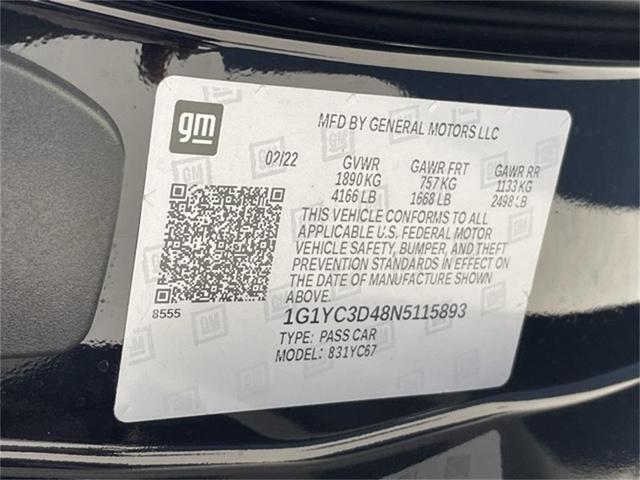 gm
MFD BY GENERAL MOTORS LLC
02/22 GVWR GAWR FRT GAWR RR
1890 KG 757 KG 1133 KG
4166 LB 1668 LB 2498 LB
THIS VEHICLE CONFORMS TO ALL
APPLICABLE U.S. FEDERAL MOTOR
VEHICLE SAFETY, BUMPER, AND THEFT
PREVENTION STANDARDS IN EFFECT ON
THE DATE OF MANUFACTURE SHOWN
ABOVE.
8555
1G1YC3D48N5115893
TYPE: PASS CAR
MODEL: 831YC67